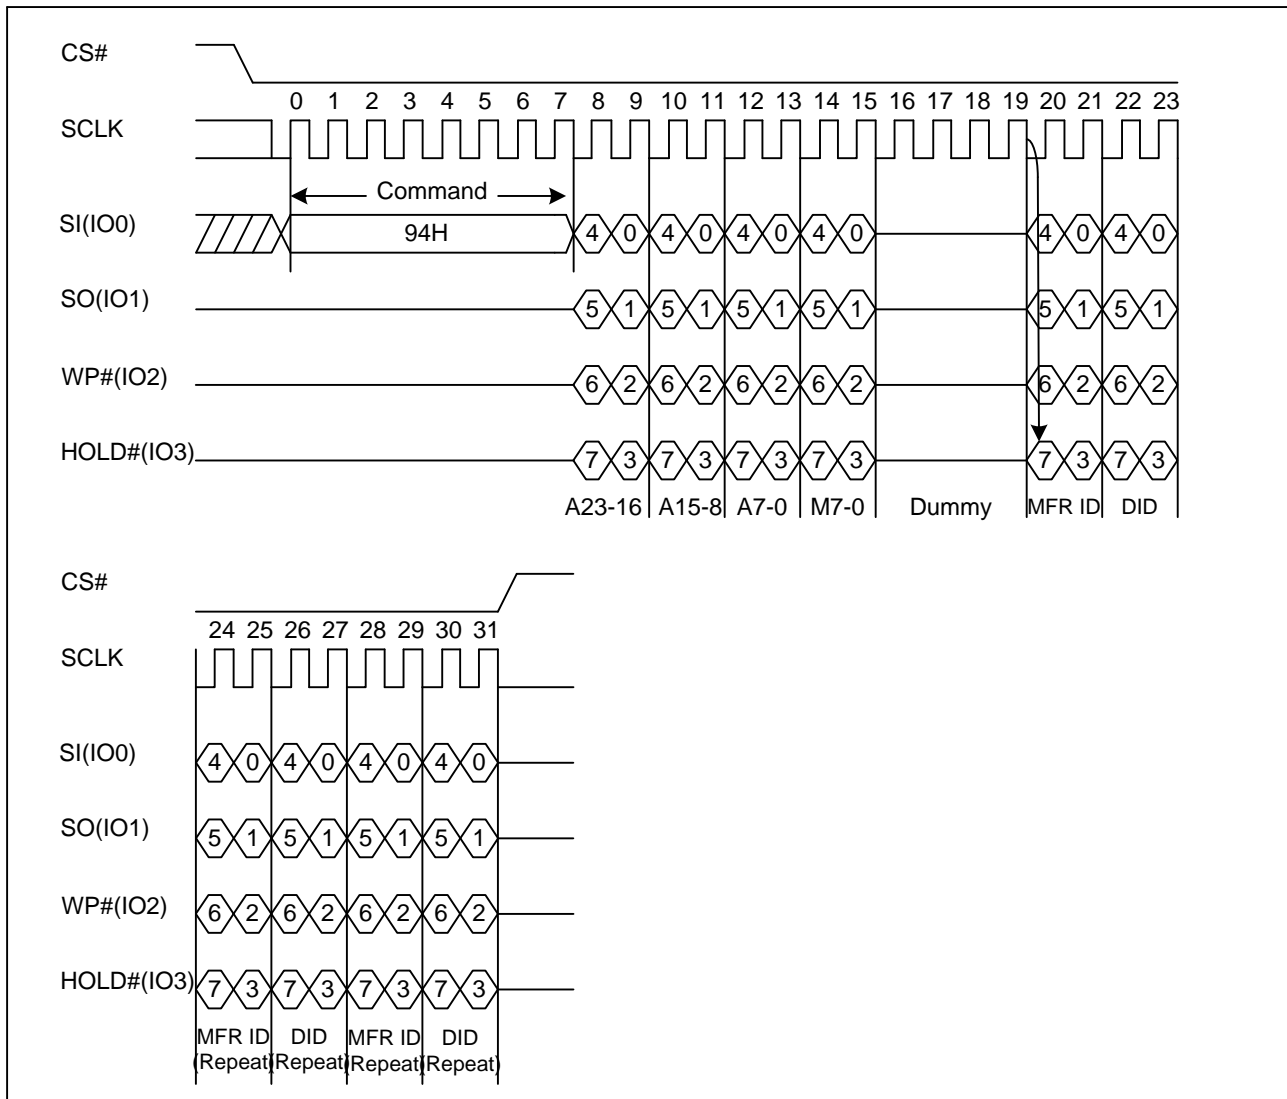 CS#
0 1 2 3 4 5 6 7 8 9 10 11 12 13 14 15 16 17 18 19 20 21 22 23
SCLK
Command
SI(IO0) 94H 4 0 4 0 4 0 4 0 4 0 4 0
SO(IO1) 5 1 5 1 5 1 5 1 5 1 5 1
WP#(IO2) 6 2 6 2 6 2 6 2 6 2 6 2
HOLD#(IO3) 7 3 7 3 7 3 7 3 7 3 7 3
A23-16 A15-8 A7-0 M7-0 Dummy MFR ID DID
CS#
24 25 26 27 28 29 30 31
SCLK
SI(IO0) 4 0 4 0 4 0 4 0
SO(IO1) 5 1 5 1 5 1 5 1
WP#(IO2) 6 2 6 2 6 2 6 2
HOLD#(IO3) 7 3 7 3 7 3 7 3
MFR ID DID MFR ID DID
(Repeat) (Repeat) (Repeat) (Repeat)